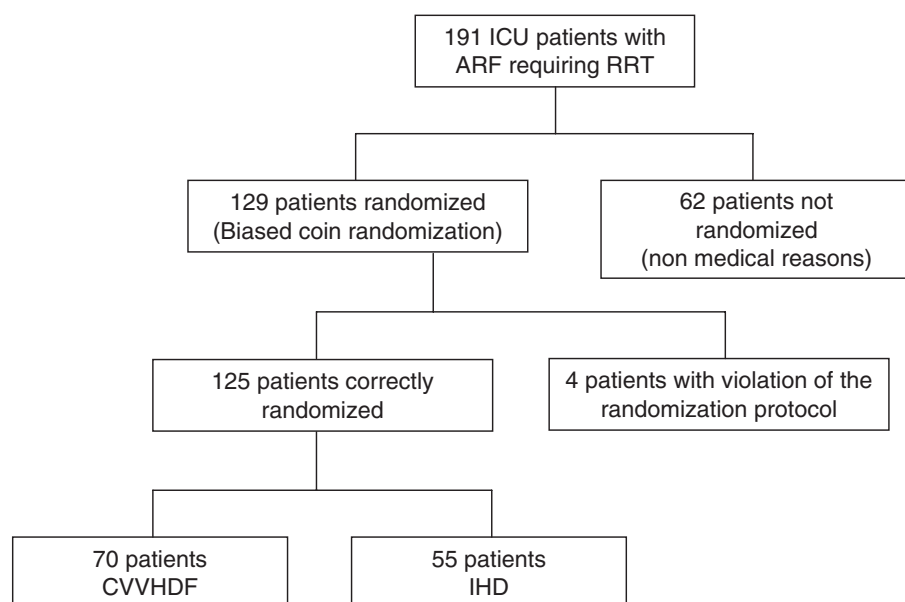 191 ICU patients with
ARF requiring RRT
129 patients randomized
(Biased coin randomization)
62 patients not
randomized
(non medical reasons)
125 patients correctly
randomized
4 patients with violation of the
randomization protocol
70 patients
CVVHDF
55 patients
IHD